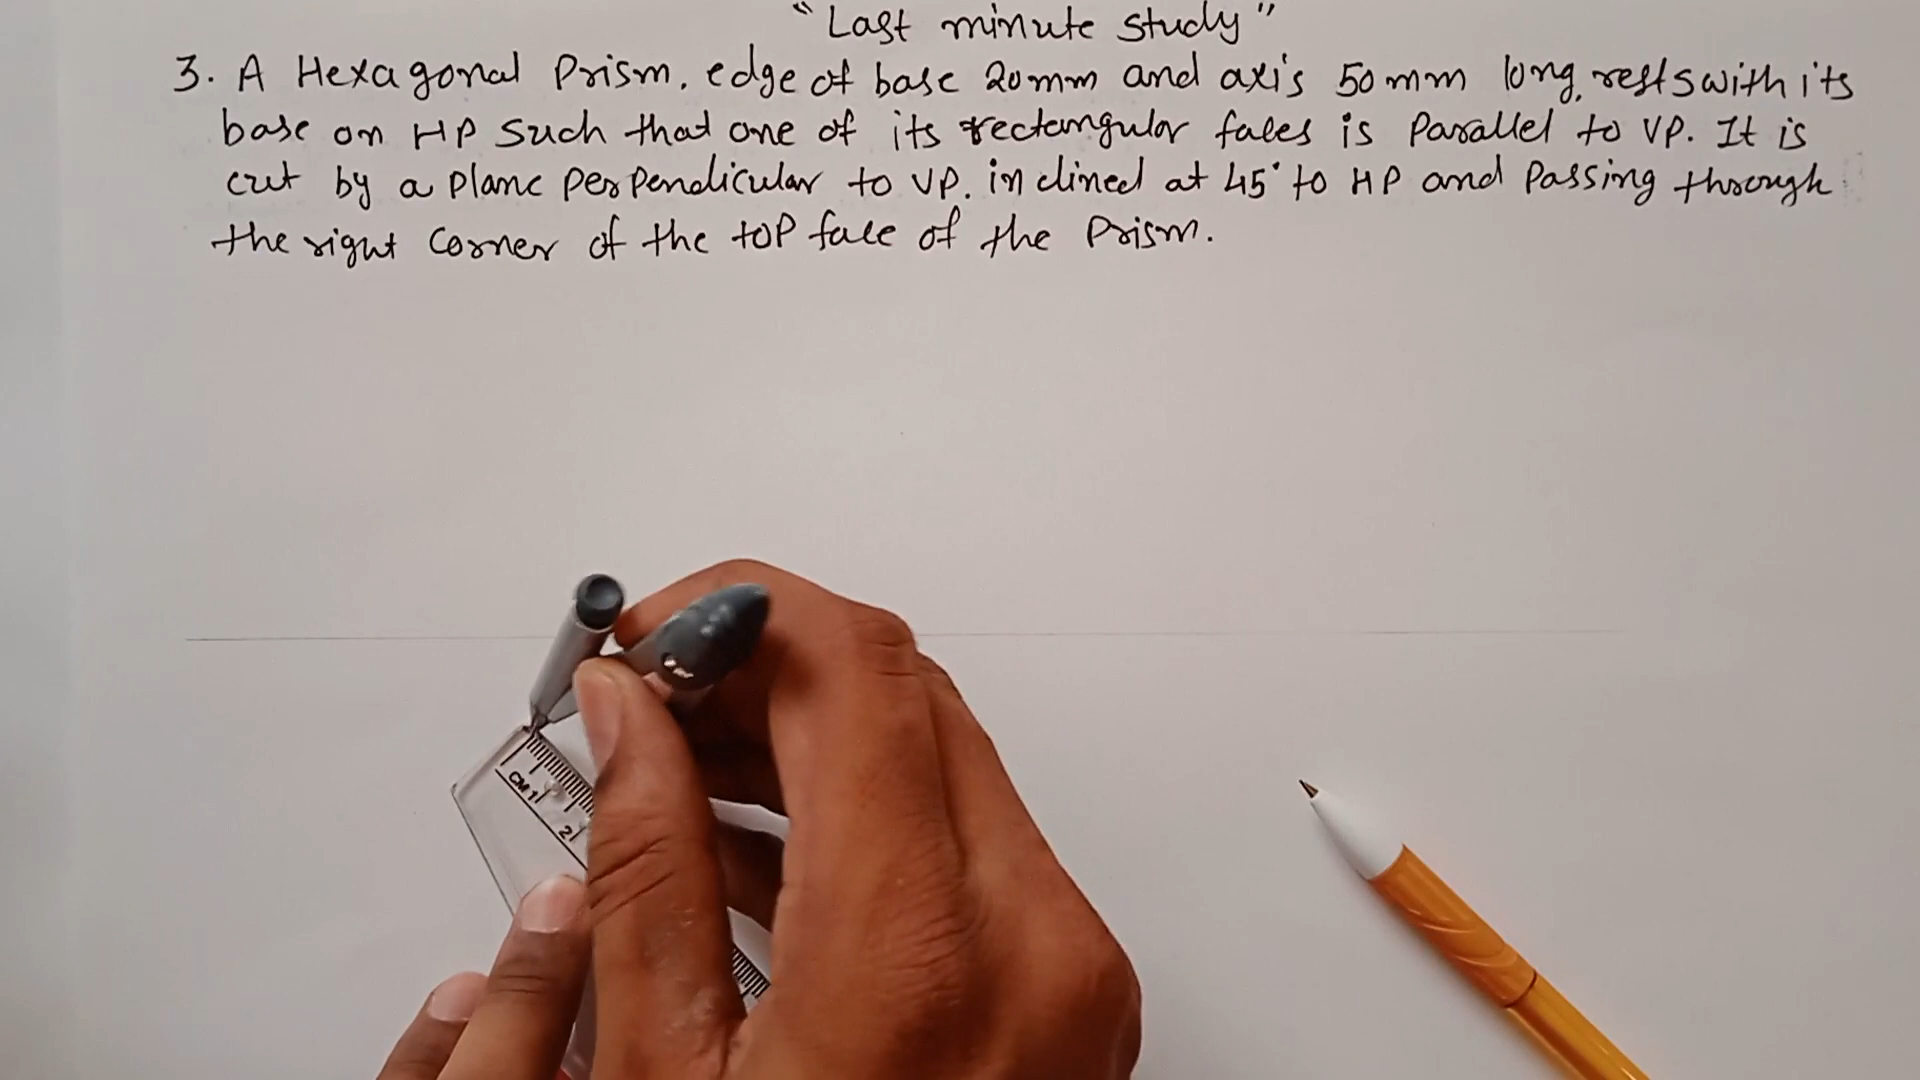 "Last minute study"
3. A Hexagonal Prism, edge of base 20mm and axis 50mm long, rests with its
base on HP such that one of its rectangular faces is parallel to VP. It is
cut by a plane perpendicular to VP, inclined at 45° to HP and passing through
the right corner of the top face of the Prism.
CM 1
2